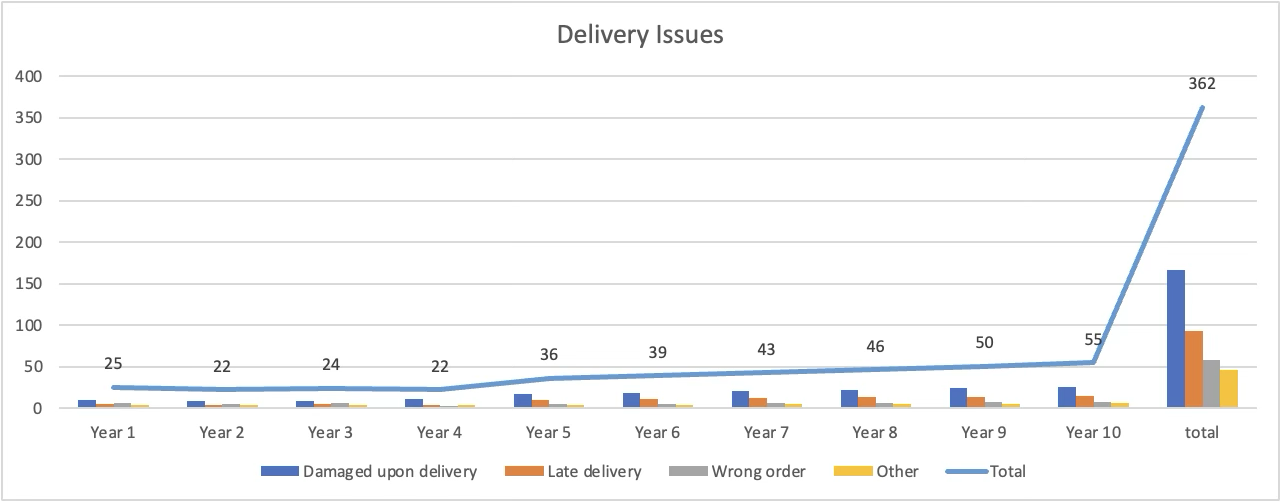 Delivery Issues
400
350
300
250
200
150
100
50
0
362
25 22 24 22 36 39 43 46 50 55
Year 1 Year 2 Year 3 Year 4 Year 5 Year 6 Year 7 Year 8 Year 9 Year 10 total
Damaged upon delivery Late delivery Wrong order Other Total